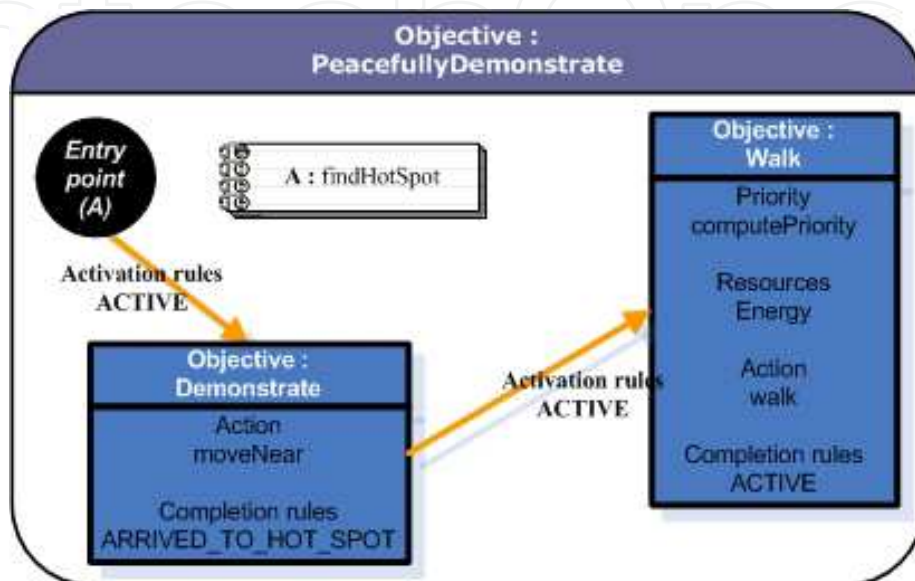 Objective :
PeacefullyDemonstrate
Entry
point
(A)
A : findHotSpot
Activation rules
ACTIVE
Objective :
Demonstrate
Action
moveNear
Completion rules
ARRIVED_TO_HOT_SPOT
Activation rules
ACTIVE
Objective :
Walk
Priority
computePriority
Resources
Energy
Action
walk
Completion rules
ACTIVE